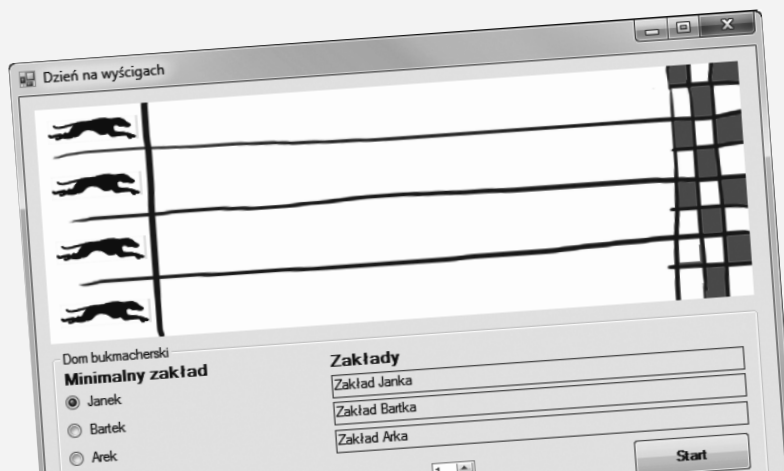 Dzień na wyścigach
Dom bukmacherski
Minimalny zakład
Janek
Bartek
Arek
Zakłady
Zakład Janka
Zakład Bartka
Zakład Arka
Start